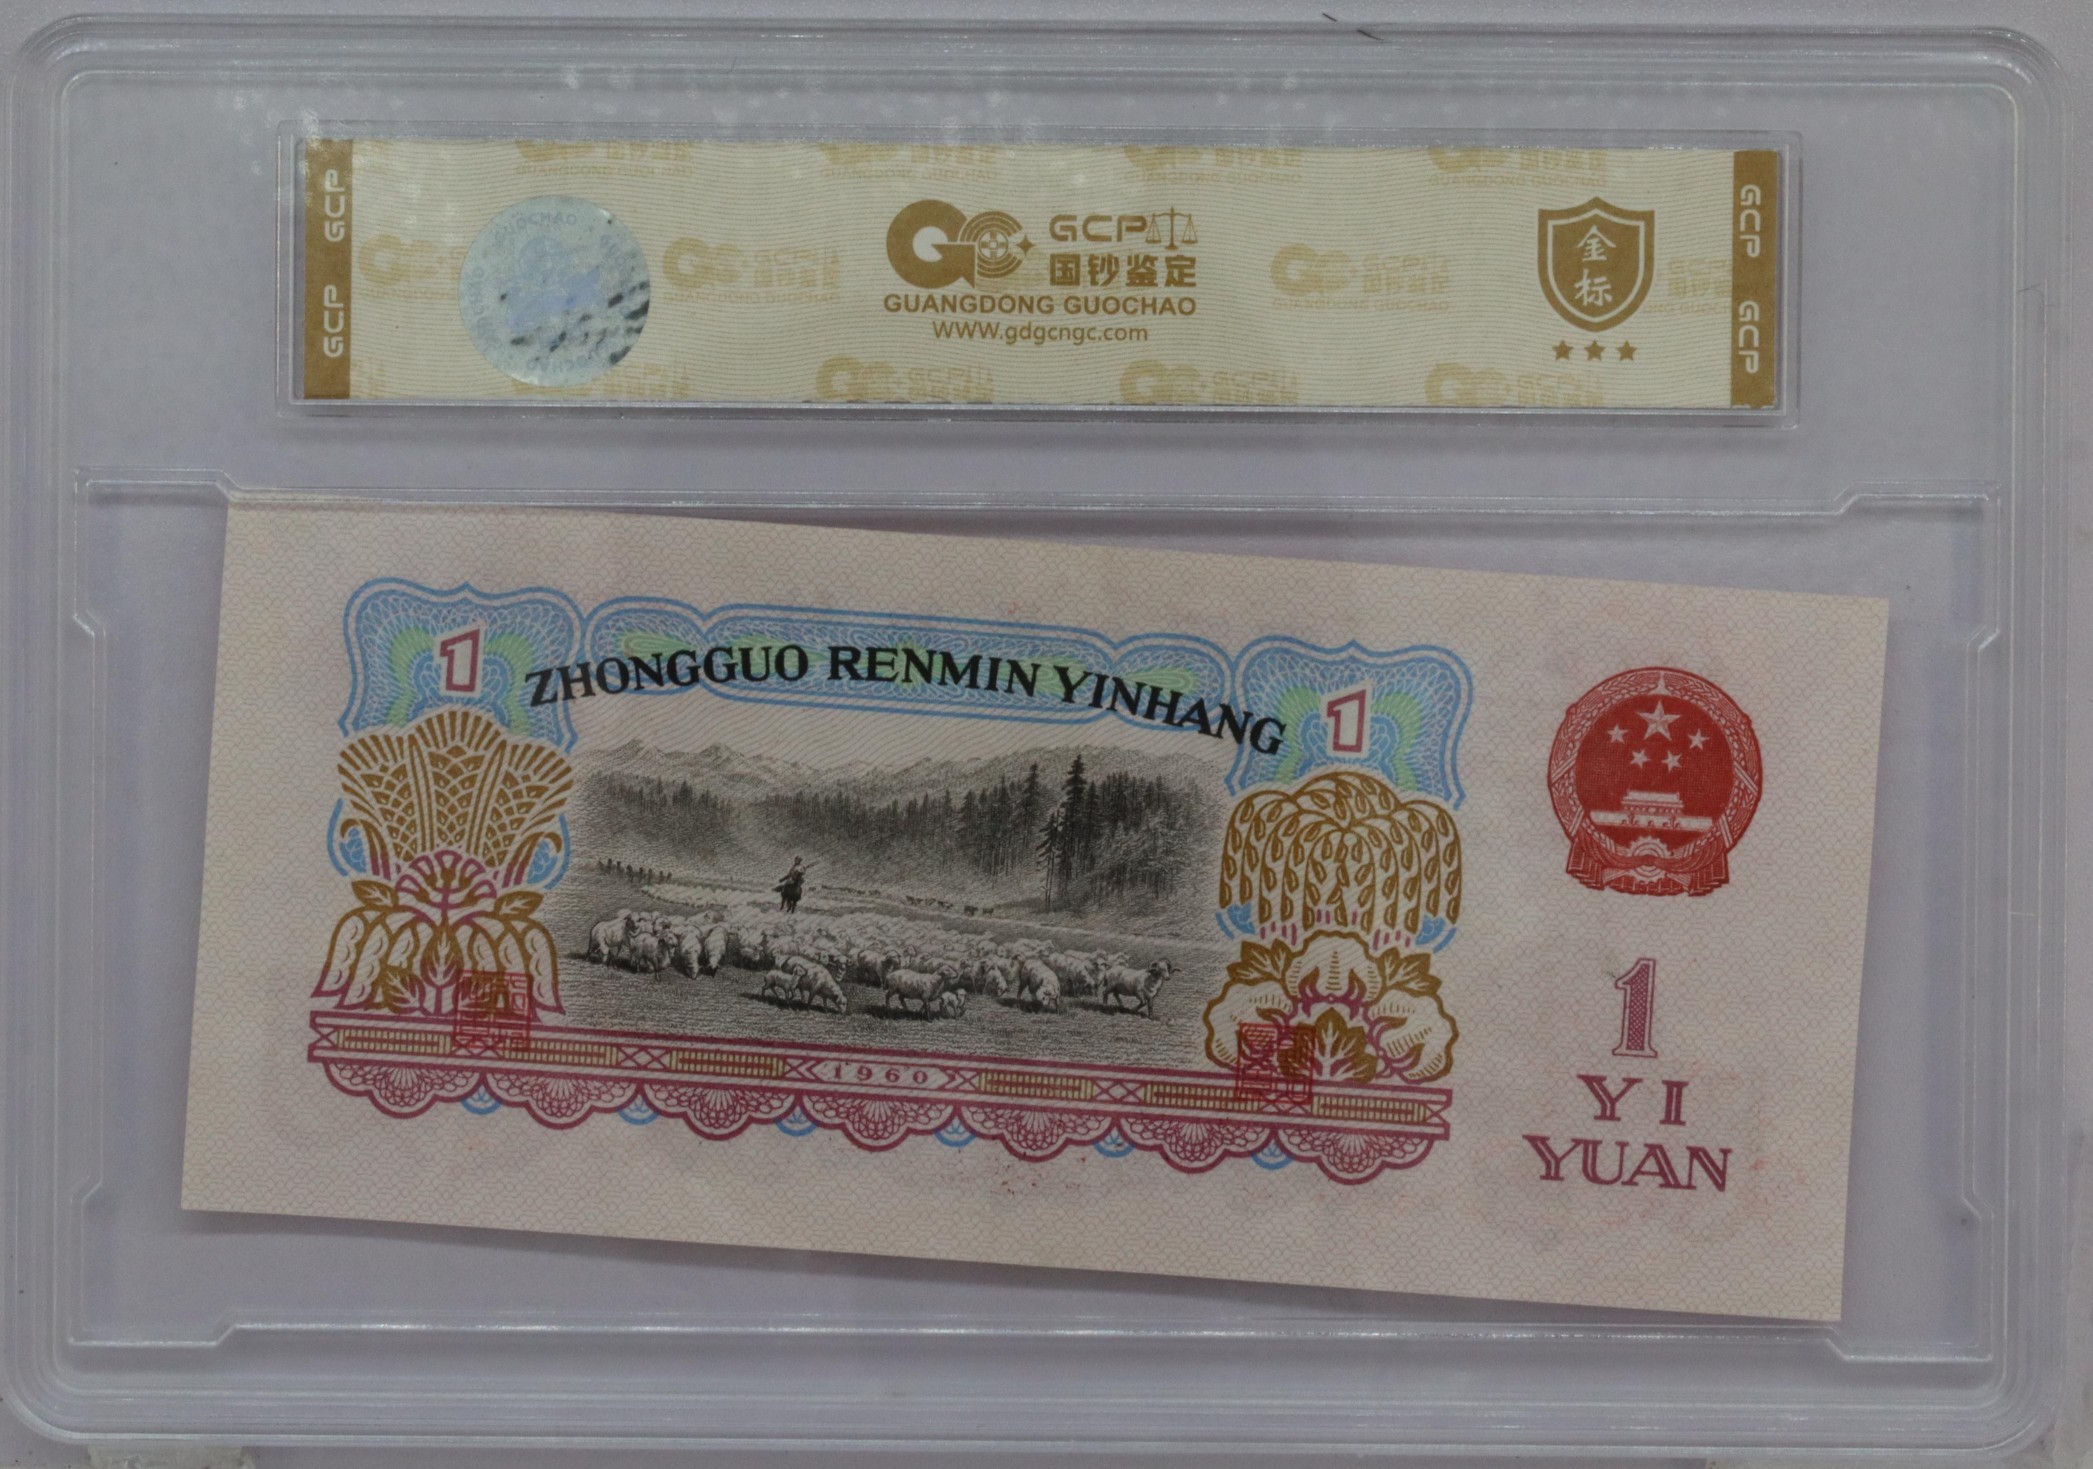 GCP
GCP
GCP
国钞鉴定
GUANGDONG GUOCHAO
WWW.gdgcngc.com
金标
GCP
GCP
1
ZHONGGUO RENMIN YINHANG
1
1960
1
YI
YUAN